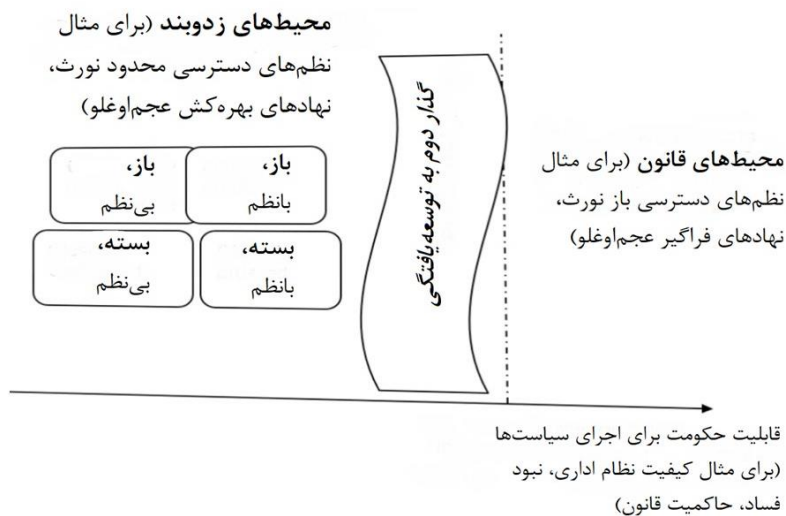 محیط‌های زدوبند (برای مثال
نظم‌های دسترسی محدود نورث،
نهادهای بهره‌کش عجم‌اوغلو)
باز،
بانظم
باز،
بی‌نظم
بسته،
بانظم
بسته،
بی‌نظم
گذار دوم به توسعه‌یافتگی
محیط‌های قانون (برای مثال
نظم‌های دسترسی باز نورث،
نهادهای فراگیر عجم‌اوغلو)
قابلیت حکومت برای اجرای سیاست‌ها
(برای مثال کیفیت نظام اداری، نبود
فساد، حاکمیت قانون)